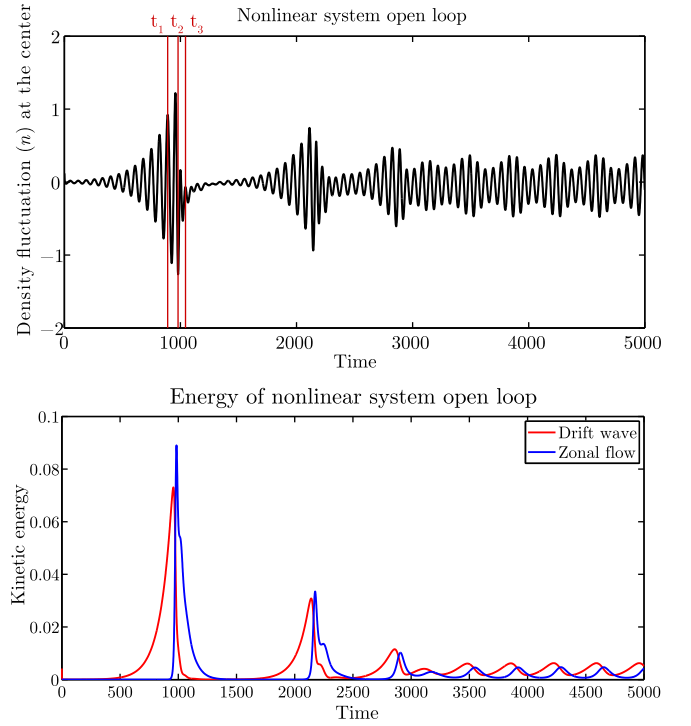 Nonlinear system open loop
t₁ t₂ t₃
2
1
0
−1
−2
Density fluctuation (n) at the center
0 1000 2000 3000 4000 5000
Time
Energy of nonlinear system open loop
0.1
0.08
0.06
0.04
0.02
0
Kinetic energy
Drift wave
Zonal flow
0 500 1000 1500 2000 2500 3000 3500 4000 4500 5000
Time